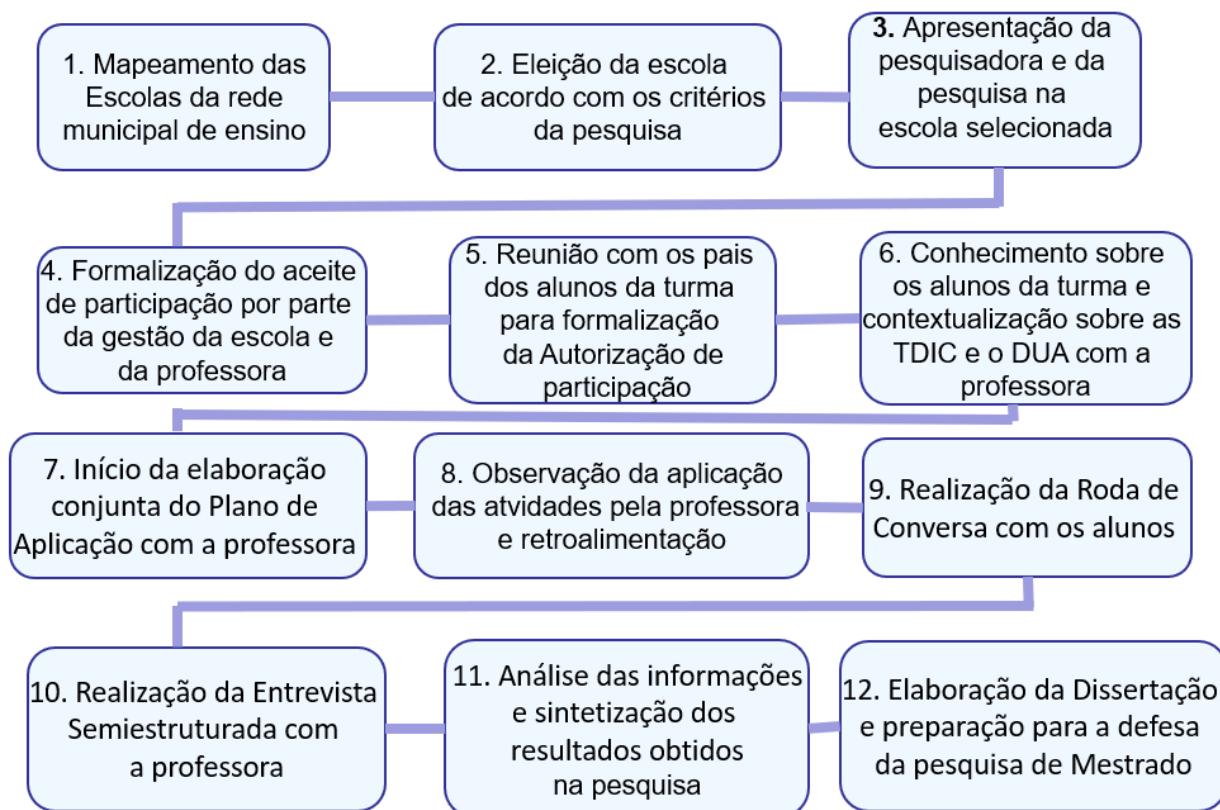 1. Mapeamento das
Escolas da rede
municipal de ensino
2. Eleição da escola
de acordo com os critérios
da pesquisa
3. Apresentação da
pesquisadora e da
pesquisa na
escola selecionada
4. Formalização do aceite
de participação por parte
da gestão da escola e
da professora
5. Reunião com os pais
dos alunos da turma
para formalização
da Autorização de
participação
6. Conhecimento sobre
os alunos da turma e
contextualização sobre as
TDIC e o DUA com a
professora
7. Início da elaboração
conjunta do Plano de
Aplicação com a professora
8. Observação da aplicação
das atvidades pela professora
e retroalimentação
9. Realização da Roda de
Conversa com os alunos
10. Realização da Entrevista
Semiestruturada com
a professora
11. Análise das informações
e sintetização dos
resultados obtidos
na pesquisa
12. Elaboração da Dissertação
e preparação para a defesa
da pesquisa de Mestrado